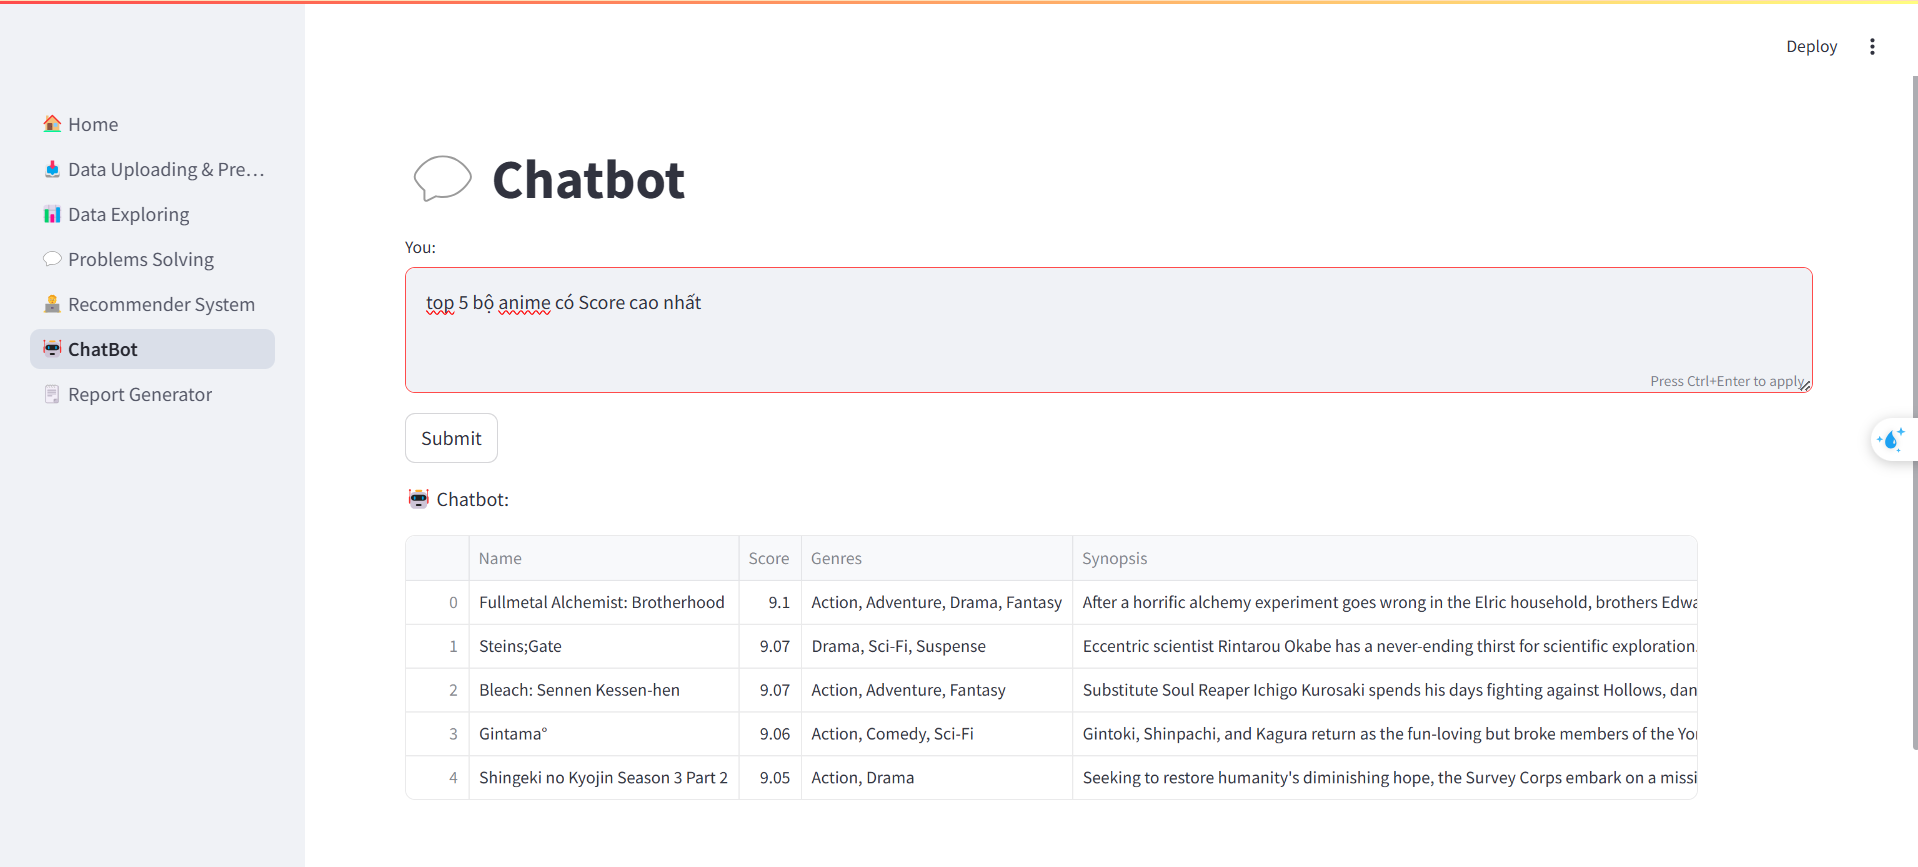 Deploy
Home
Data Uploading & Pre...
Data Exploring
Problems Solving
Recommender System
ChatBot
Report Generator
Chatbot
You:
top 5 bộ anime có Score cao nhất
Press Ctrl+Enter to apply
Submit
Chatbot:
Name Score Genres Synopsis
0 Fullmetal Alchemist: Brotherhood 9.1 Action, Adventure, Drama, Fantasy After a horrific alchemy experiment goes wrong in the Elric household, brothers Edwa
1 Steins;Gate 9.07 Drama, Sci-Fi, Suspense Eccentric scientist Rintarou Okabe has a never-ending thirst for scientific exploration.
2 Bleach: Sennen Kessen-hen 9.07 Action, Adventure, Fantasy Substitute Soul Reaper Ichigo Kurosaki spends his days fighting against Hollows, dan
3 Gintama° 9.06 Action, Comedy, Sci-Fi Gintoki, Shinpachi, and Kagura return as the fun-loving but broke members of the Yo
4 Shingeki no Kyojin Season 3 Part 2 9.05 Action, Drama Seeking to restore humanity's diminishing hope, the Survey Corps embark on a missi